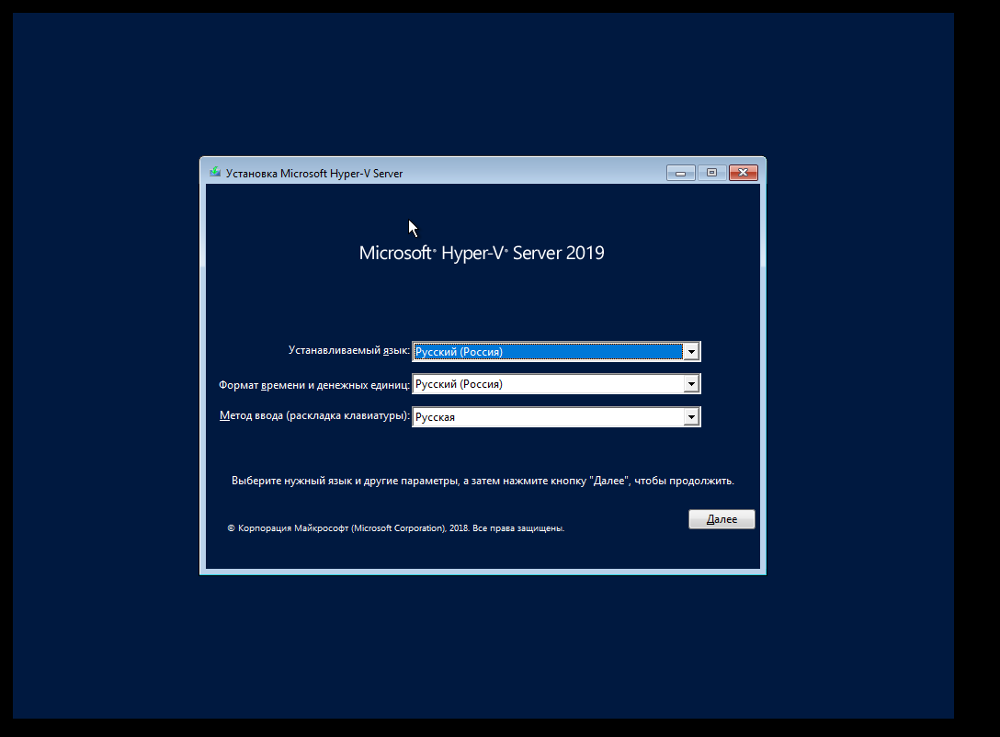 Установка Microsoft Hyper-V Server
Microsoft® Hyper-V® Server 2019
Устанавливаемый язык: Русский (Россия)
Формат времени и денежных единиц: Русский (Россия)
Метод ввода (раскладка клавиатуры): Русская
Выберите нужный язык и другие параметры, а затем нажмите кнопку "Далее", чтобы продолжить.
Далее
© Корпорация Майкрософт (Microsoft Corporation), 2018. Все права защищены.